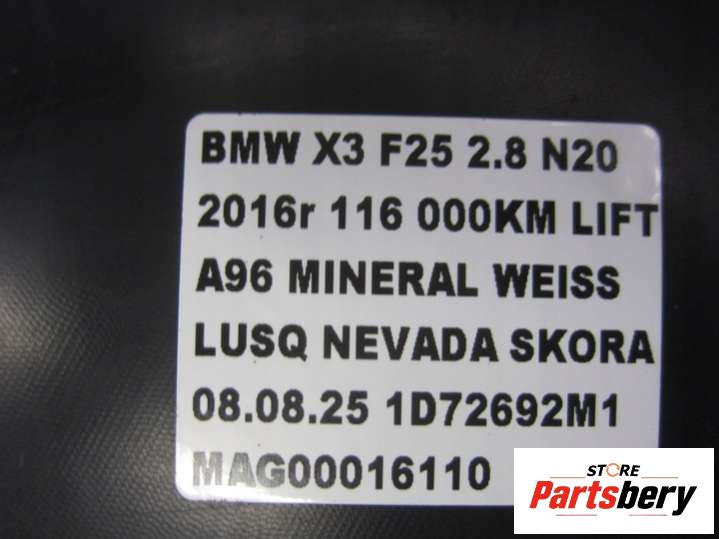 BMW X3 F25 2.8 N20
2016r 116 000KM LIFT
A96 MINERAL WEISS
LUSQ NEVADA SKORA
08.08.25 1D72692M1
MAG00016110
STORE
Partsbery